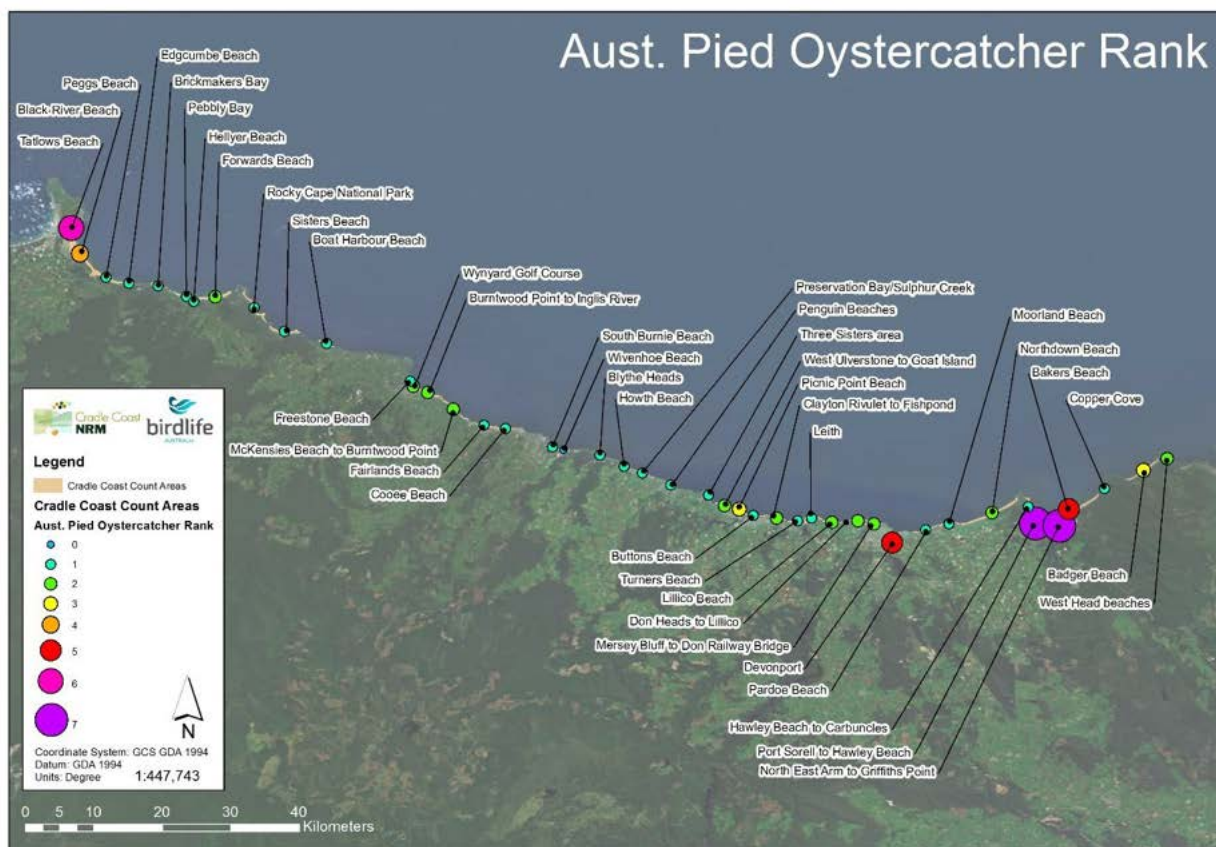 Aust. Pied Oystercatcher Rank
Edgcumbe Beach
Peggs Beach
Brickmakers Bay
Black-River Beach
Pebbly Bay
Tatlows Beach
Hellyer Beach
Forwards Beach
Rocky Cape National Park
Sisters Beach
Boat Harbour Beach
Wynyard Golf Course
Burntwood Point to Inglis River
South Burnie Beach
Wivenhoe Beach
Blythe Heads
Howth Beach
Preservation Bay/Sulphur Creek
Penguin Beaches
Three Sisters area
West Ulverstone to Goat Island
Picnic Point Beach
Clayton Rivulet to Fishpond
Leith
Moorland Beach
Northdown Beach
Bakers Beach
Copper Cove
Freestone Beach
McKensies Beach to Burntwood Point
Fairlands Beach
Cooee Beach
Buttons Beach
Turners Beach
Lillico Beach
Don Heads to Lillico
Mersey Bluff to Don Railway Bridge
Devonport
Pardoe Beach
Hawley Beach to Carbuncles
Port Sorell to Hawley Beach
North East Arm to Griffiths Point
Badger Beach
West Head beaches
Cradle Coast
NRM
birdlife
AUSTRALIA
Legend
Cradle Coast Count Areas
Cradle Coast Count Areas
Aust. Pied Oystercatcher Rank
0
1
2
3
4
5
6
7
N
Coordinate System: GCS GDA 1994
Datum: GDA 1994
Units: Degree
1:447,743
0 5 10 20 30 40
Kilometers